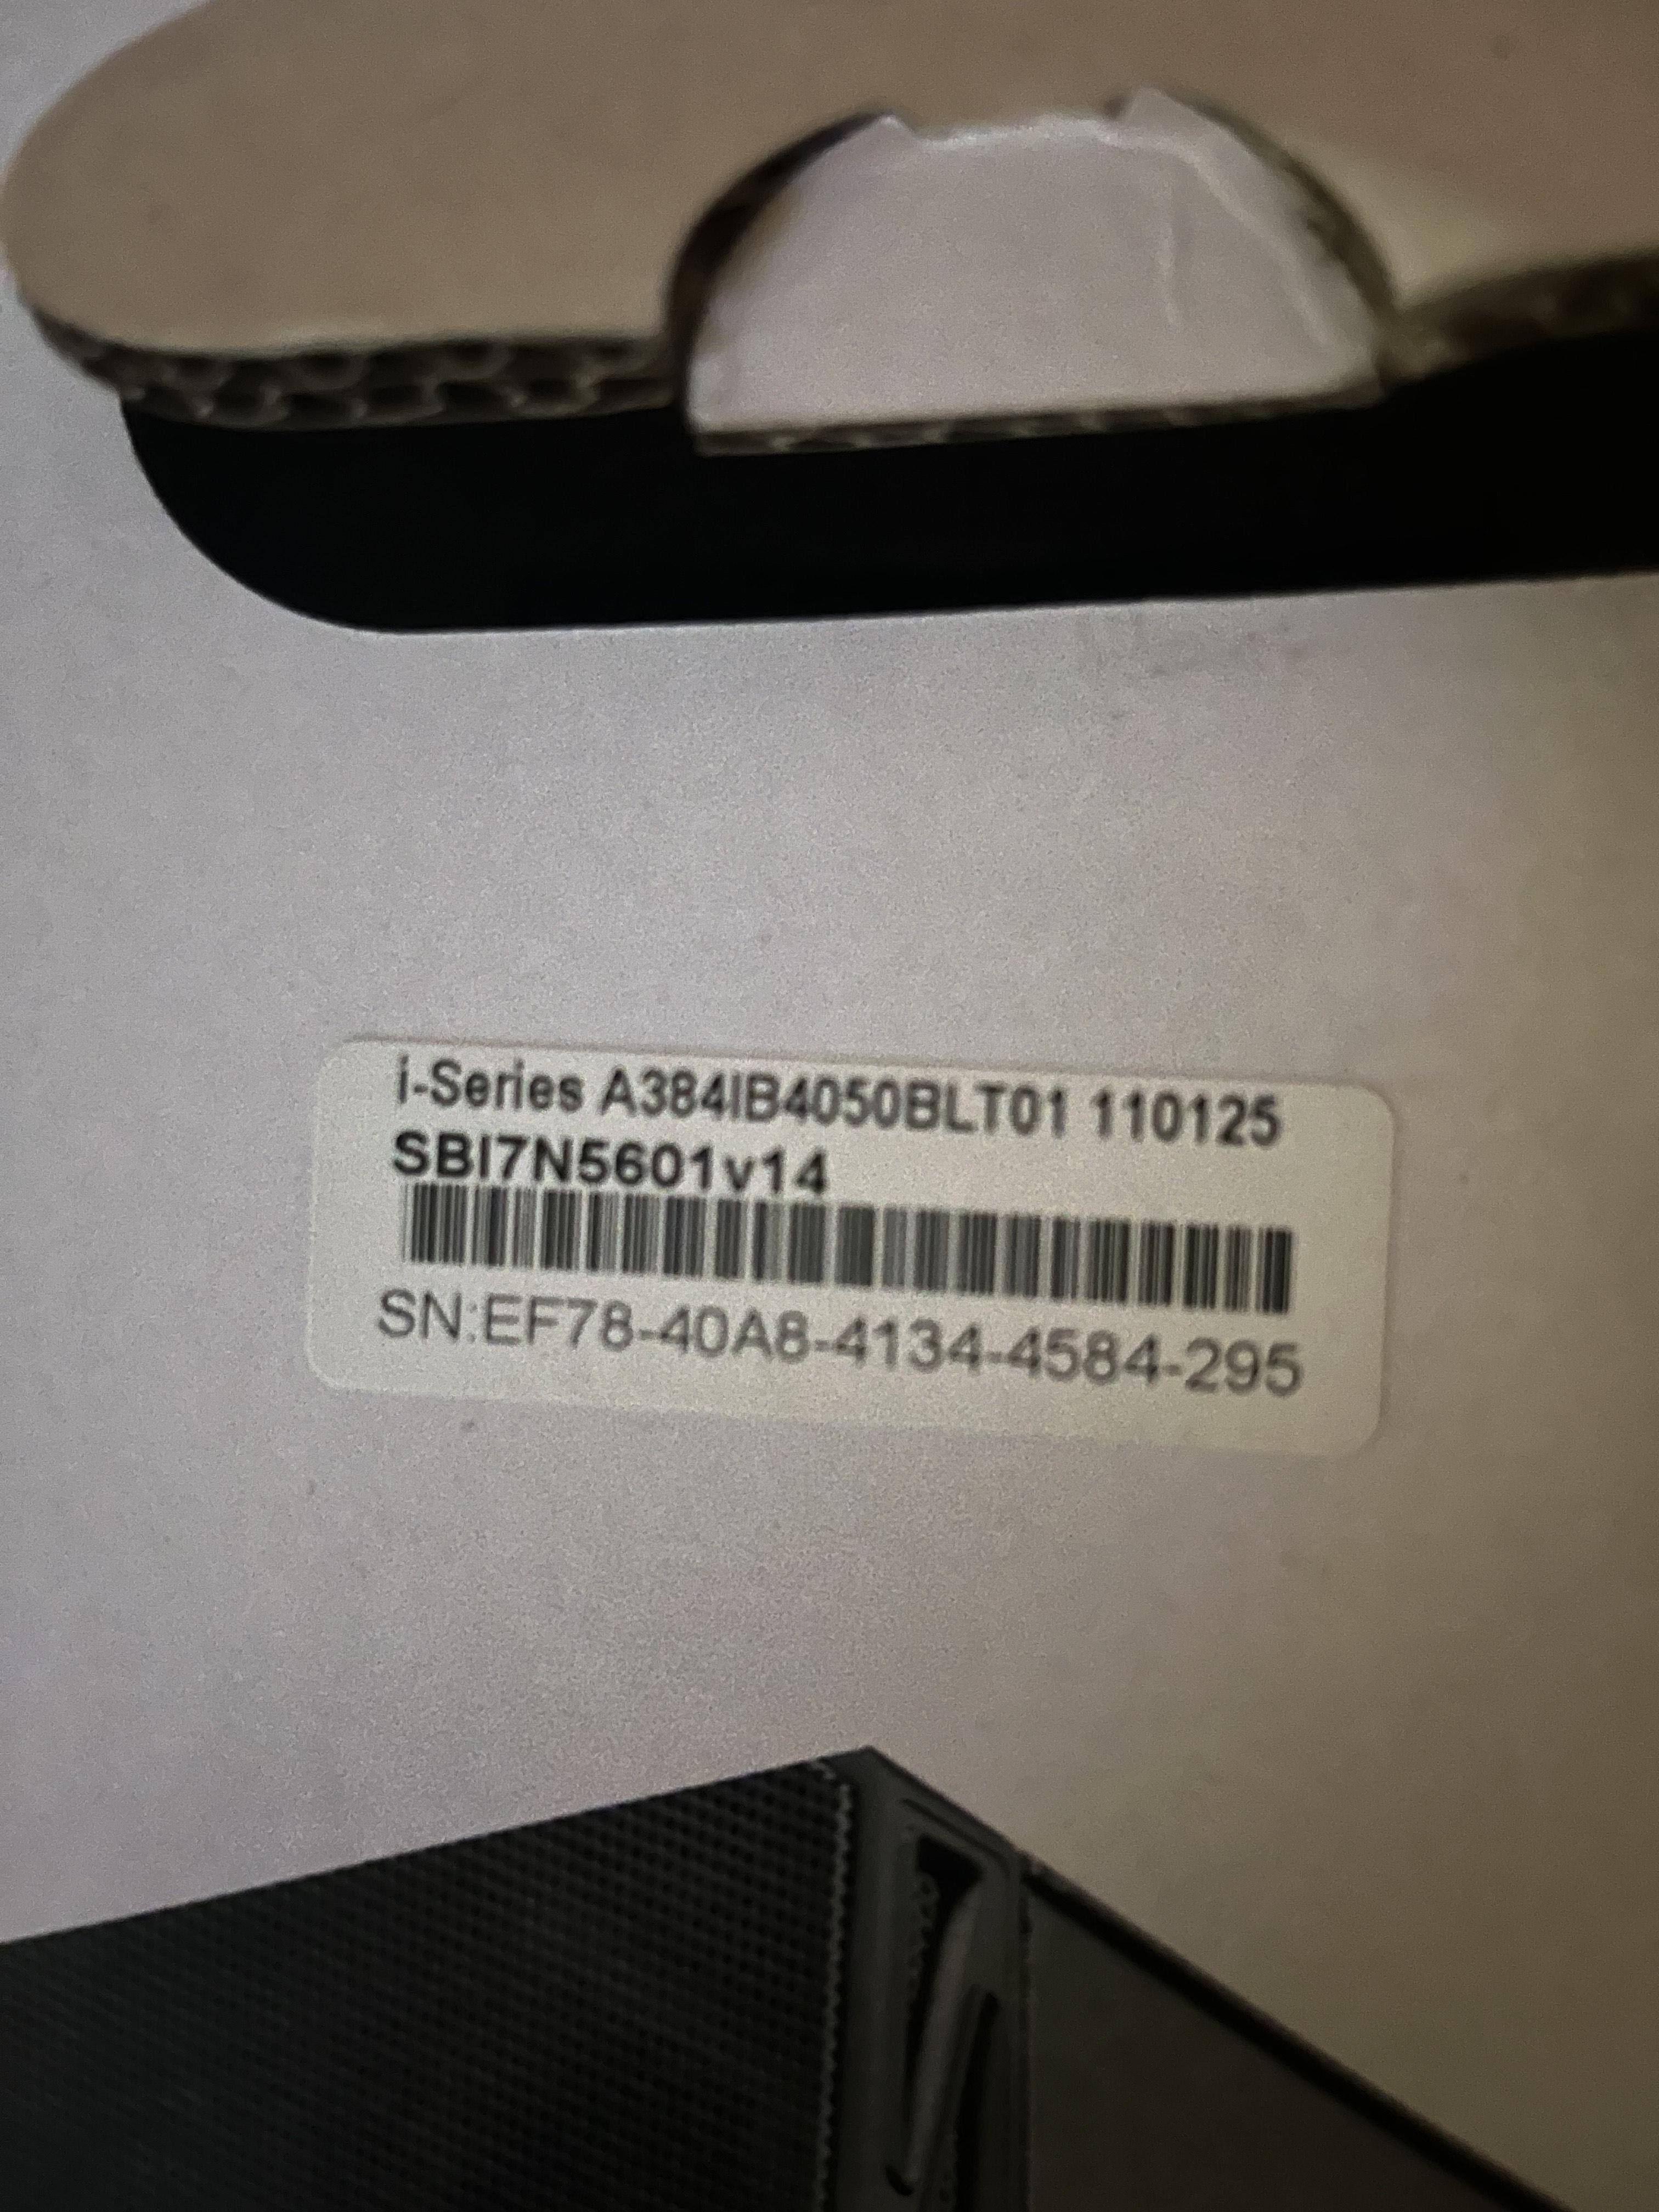 i-Series A384IB4050BLT01 110125
SBI7N5601v14
SN:EF78-40A8-4134-4584-295